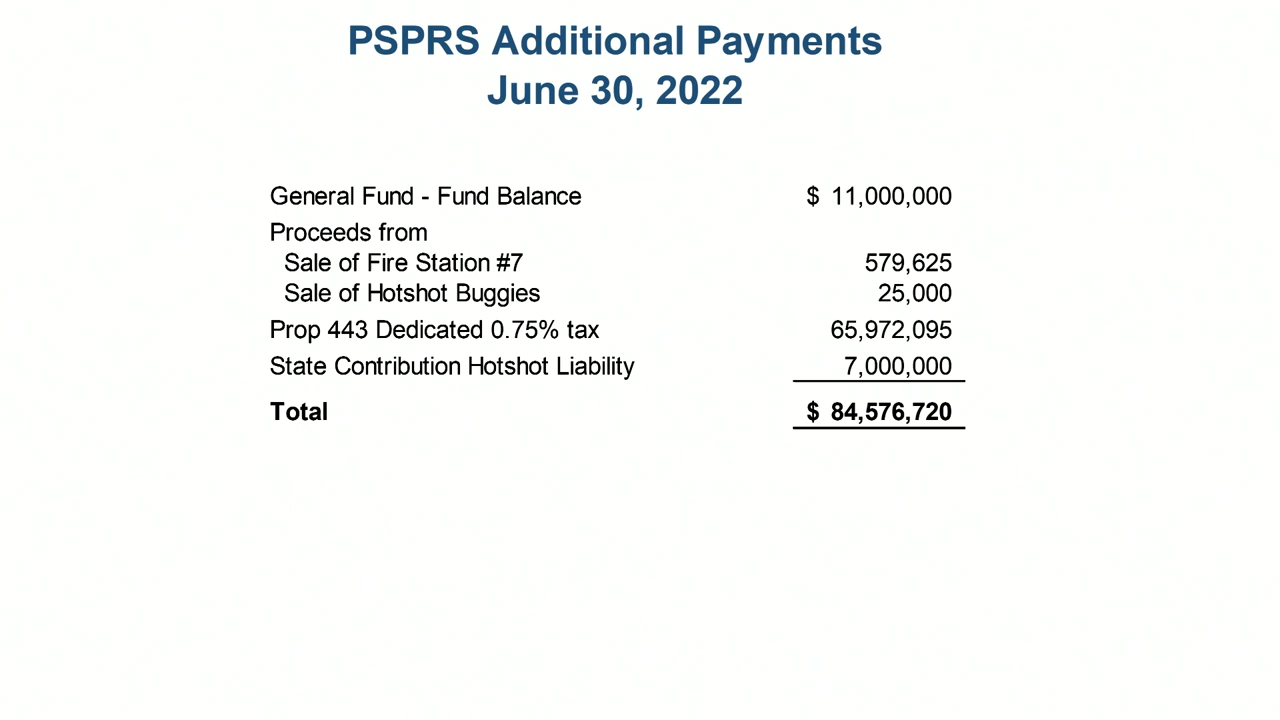 PSPRS Additional Payments
June 30, 2022
General Fund - Fund Balance $ 11,000,000
Proceeds from
Sale of Fire Station #7 579,625
Sale of Hotshot Buggies 25,000
Prop 443 Dedicated 0.75% tax 65,972,095
State Contribution Hotshot Liability 7,000,000
Total $ 84,576,720